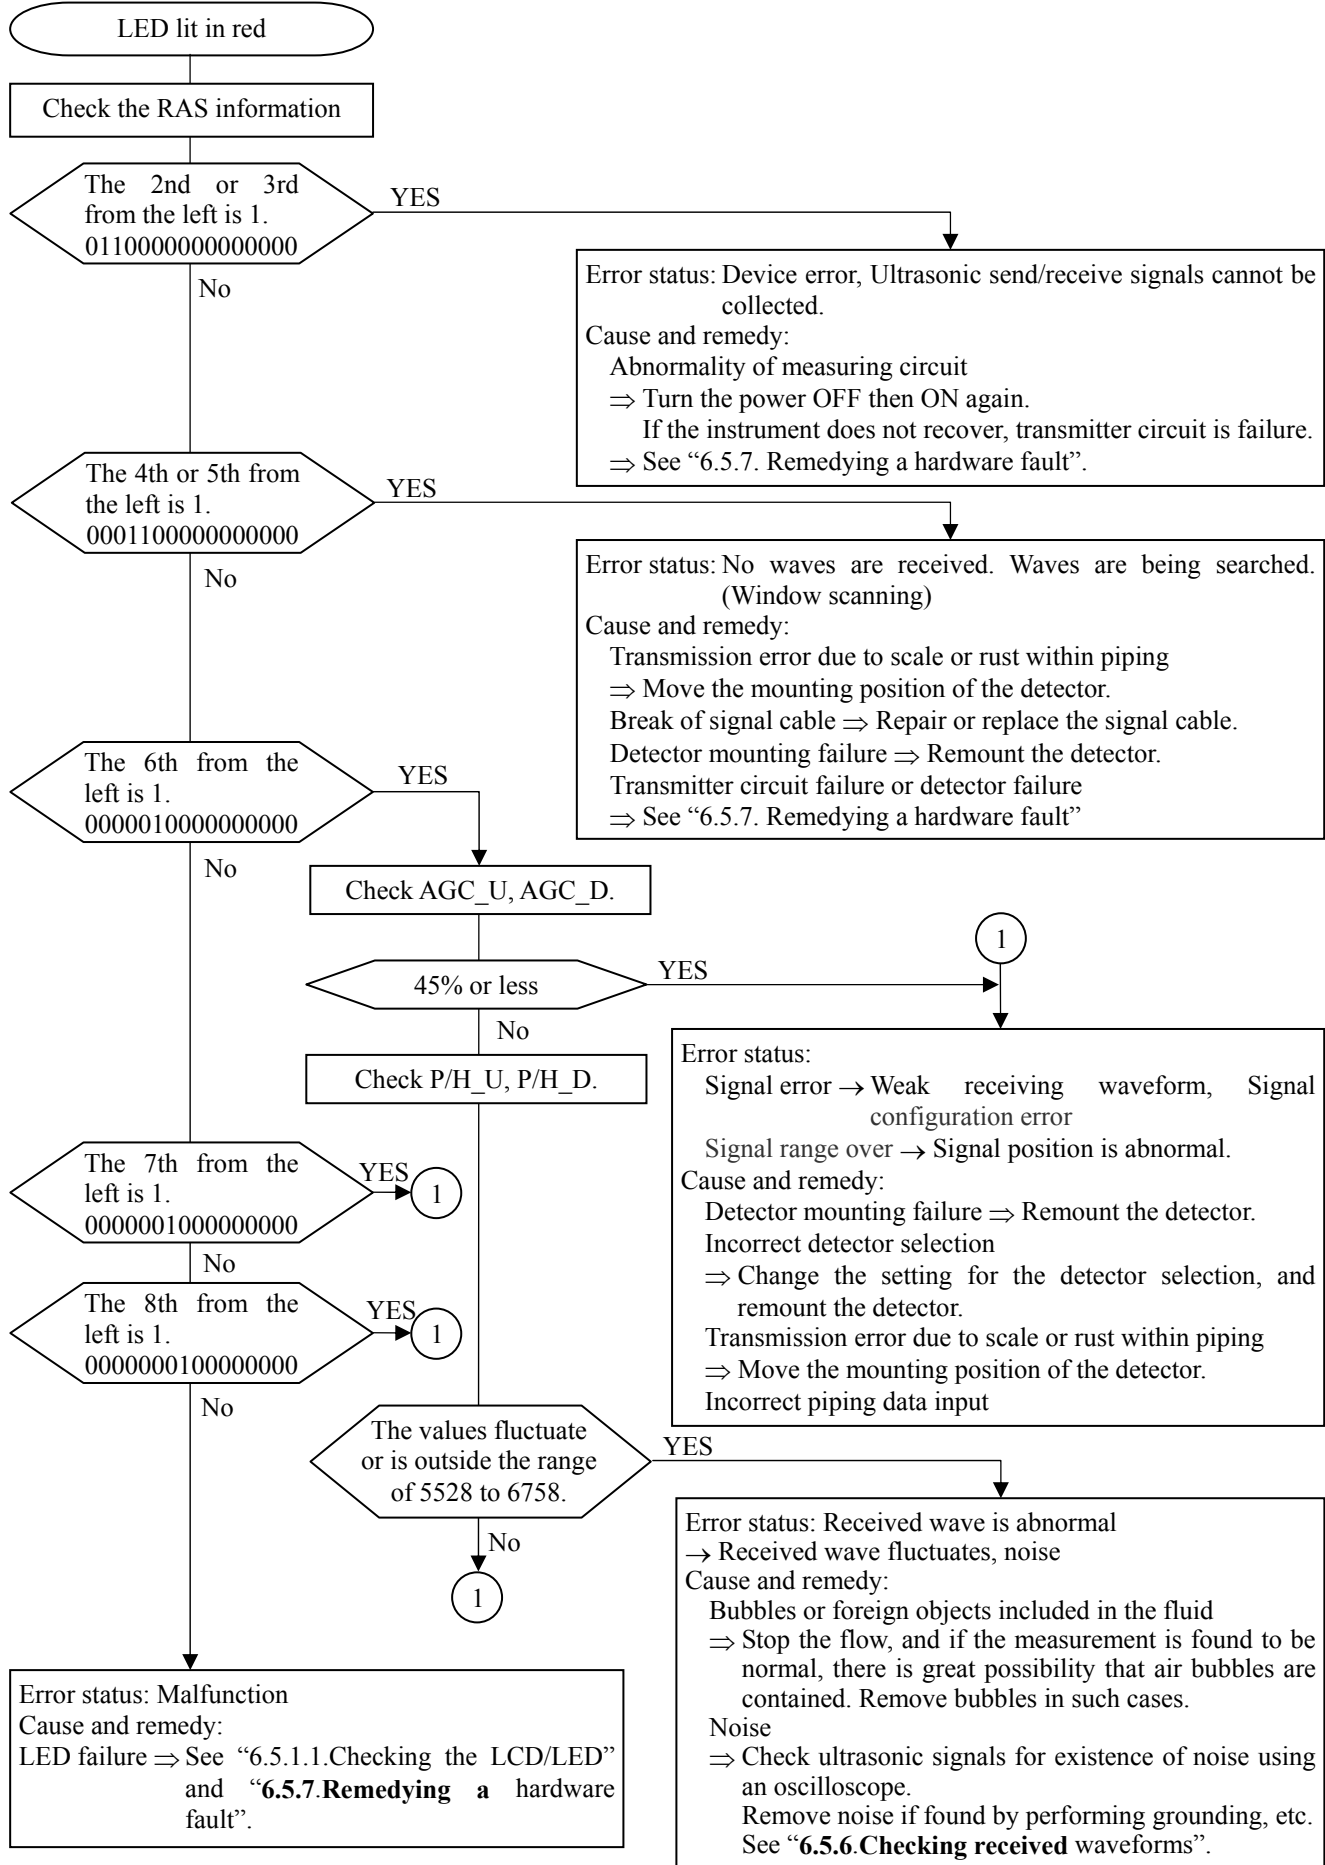 LED lit in red
Check the RAS information
The 2nd or 3rd
from the left is 1.
0110000000000000
YES
No
Error status: Device error, Ultrasonic send/receive signals cannot be
collected.
Cause and remedy:
Abnormality of measuring circuit
⇒ Turn the power OFF then ON again.
If the instrument does not recover, transmitter circuit is failure.
⇒ See “6.5.7. Remedying a hardware fault”.
The 4th or 5th from
the left is 1.
0001100000000000
YES
No
Error status: No waves are received. Waves are being searched.
(Window scanning)
Cause and remedy:
Transmission error due to scale or rust within piping
⇒ Move the mounting position of the detector.
Break of signal cable ⇒ Repair or replace the signal cable.
Detector mounting failure ⇒ Remount the detector.
Transmitter circuit failure or detector failure
⇒ See “6.5.7. Remedying a hardware fault”
The 6th from the
left is 1.
0000010000000000
YES
No
Check AGC_U, AGC_D.
45% or less
YES
1
No
Check P/H_U, P/H_D.
Error status:
Signal error → Weak receiving waveform, Signal
configuration error
Signal range over → Signal position is abnormal.
Cause and remedy:
Detector mounting failure ⇒ Remount the detector.
Incorrect detector selection
⇒ Change the setting for the detector selection, and
remount the detector.
Transmission error due to scale or rust within piping
⇒ Move the mounting position of the detector.
Incorrect piping data input
The 7th from the
left is 1.
0000001000000000
YES
1
No
The 8th from the
left is 1.
0000000100000000
YES
1
No
The values fluctuate
or is outside the range
of 5528 to 6758.
YES
No
1
Error status: Received wave is abnormal
→ Received wave fluctuates, noise
Cause and remedy:
Bubbles or foreign objects included in the fluid
⇒ Stop the flow, and if the measurement is found to be
normal, there is great possibility that air bubbles are
contained. Remove bubbles in such cases.
Noise
⇒ Check ultrasonic signals for existence of noise using
an oscilloscope.
Remove noise if found by performing grounding, etc.
See “6.5.6.Checking received waveforms”.
Error status: Malfunction
Cause and remedy:
LED failure ⇒ See “6.5.1.1.Checking the LCD/LED”
and “6.5.7.Remedying a hardware
fault”.